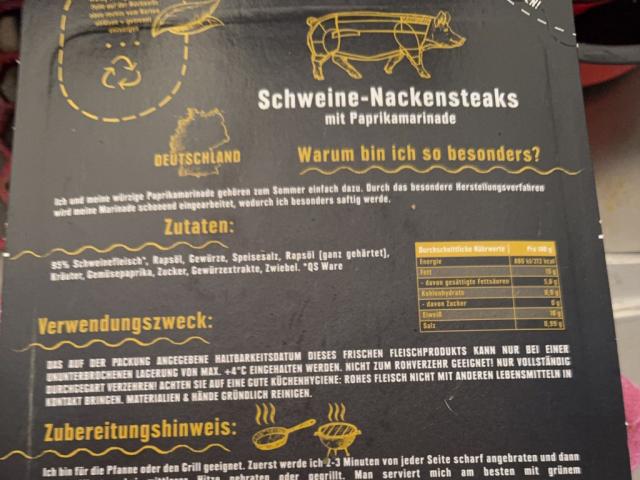 Schweine-Nackensteaks
mit Paprikamarinade
DEUTSCHLAND
Warum bin ich so besonders?
Ich und meine würzige Paprikamarinade gehören zum Sommer einfach dazu. Durch das besondere Herstellungsverfahren
wird meine Marinade schonend eingearbeitet, wodurch ich besonders saftig werde.
Zutaten:
95% Schweinefleisch*, Rapsöl, Gewürze, Speisesalz, Rapsöl (ganz gehärtet),
Kräuter, Gemüsepaprika, Zucker, Gewürzextrakte, Zwiebel. *QS Ware
Durchschnittliche Nährwerte Pro 100 g
Energie
Fett
- davon gesättigte Fettsäuren
Kohlenhydrate
- davon Zucker
Eiweiß
Salz
Verwendungszweck:
DAS AUF DER PACKUNG ANGEGEBENE HALTBARKEITSDATUM DIESES FRISCHEN FLEISCHPRODUKTS KANN NUR BEI EINER
UNUNTERBROCHENEN LAGERUNG VON MAX. +4°C EINGEHALTEN WERDEN. NICHT ZUM ROHVERZEHR GEEIGNET! NUR VOLLSTÄNDIG
DURCHGEGART VERZEHREN! ACHTEN SIE AUF EINE GUTE KÜCHENHYGIENE: ROHES FLEISCH NICHT MIT ANDEREN LEBENSMITTELN IN
KONTAKT BRINGEN. MATERIALIEN & HÄNDE GRÜNDLICH REINIGEN.
Zubereitungshinweis:
Ich bin für die Pfanne oder den Grill geeignet. Zuerst werde ich 2-3 Minuten von jeder Seite scharf angebraten und dann
mittlerer Hitze gebraten oder gegrillt. Man serviert mich am besten mit grünem